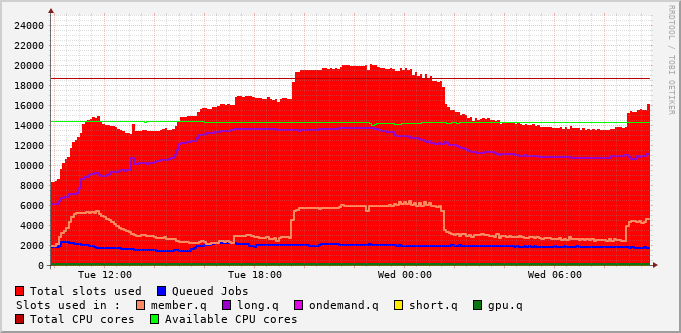 24000
22000
20000
18000
16000
14000
12000
10000
8000
6000
4000
2000
0
Tue 12:00 Tue 18:00 Wed 00:00 Wed 06:00
RRDTOOL / TOBI OETIKER
Total slots used Queued Jobs
Slots used in : member.q long.q ondemand.q short.q gpu.q
Total CPU cores Available CPU cores